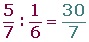 5/7 : 1/6 = 30/7